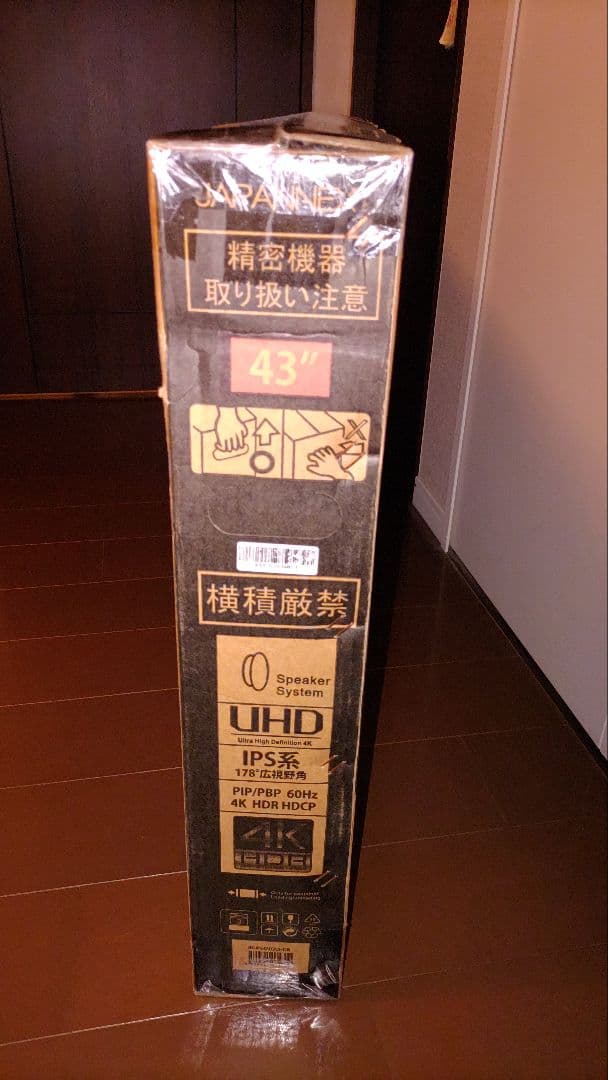 JAPANNEXT
精密機器
取り扱い注意
43"
横積厳禁
Speaker
System
UHD
Ultra High Definition 4K
IPS系
178°広視野角
PIP/PBP 60Hz
4K HDR HDCP
4K
HDR